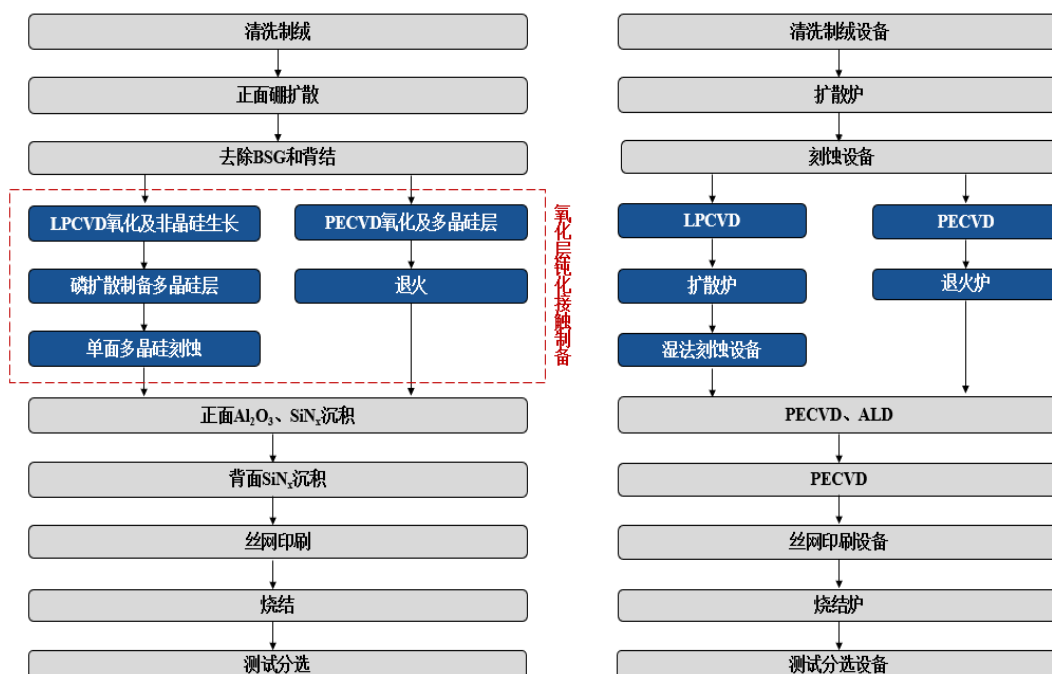 清洗制绒
正面硼扩散
去除BSG和背结
LPCVD氧化及非晶硅生长
PECVD氧化及多晶硅层
磷扩散制备多晶硅层
退火
单面多晶硅刻蚀
氧化层钝化接触制备
正面Al₂O₃、SiNₓ沉积
背面SiNₓ沉积
丝网印刷
烧结
测试分选
清洗制绒设备
扩散炉
刻蚀设备
LPCVD
PECVD
扩散炉
退火炉
湿法刻蚀设备
PECVD、ALD
PECVD
丝网印刷设备
烧结炉
测试分选设备